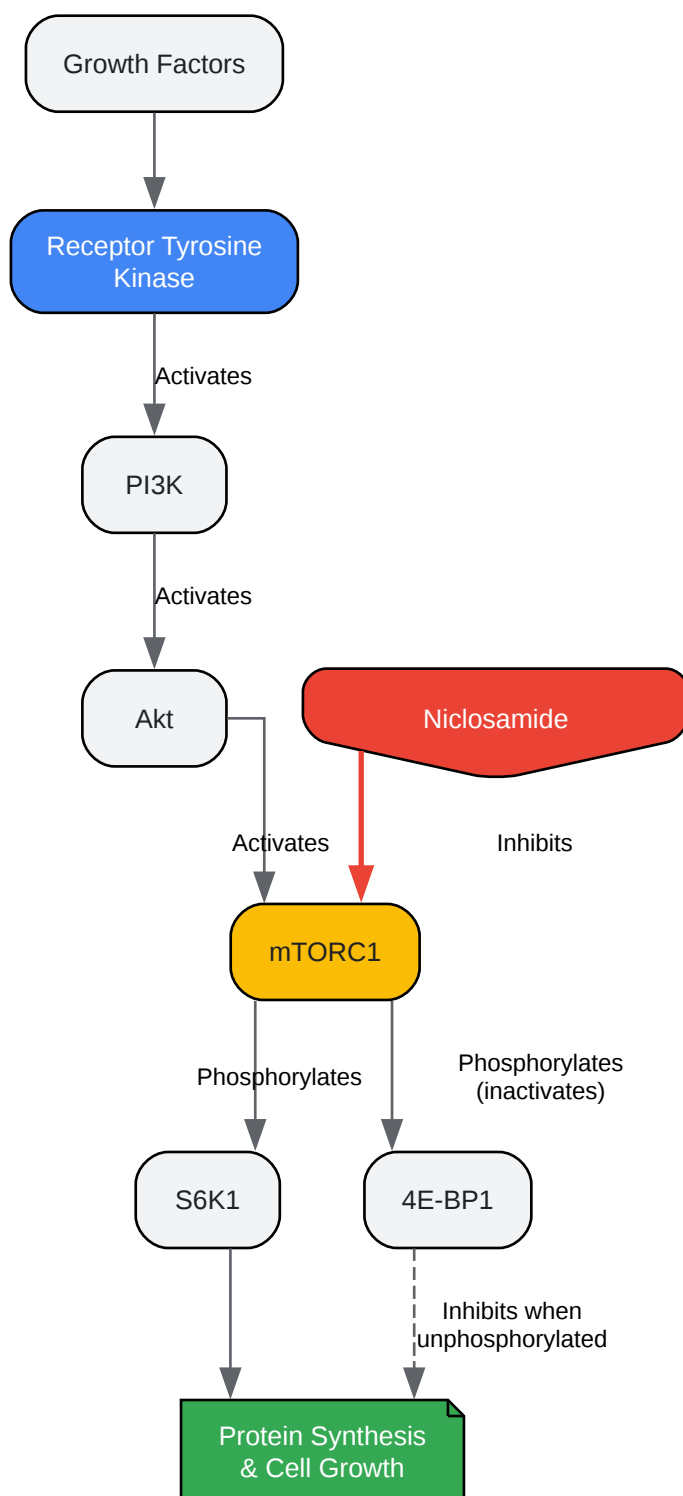 Growth Factors
Receptor Tyrosine
Kinase
Activates
PI3K
Activates
Akt
Niclosamide
Activates
Inhibits
mTORC1
Phosphorylates
Phosphorylates
(inactivates)
S6K1
4E-BP1
Inhibits when
unphosphorylated
Protein Synthesis
& Cell Growth